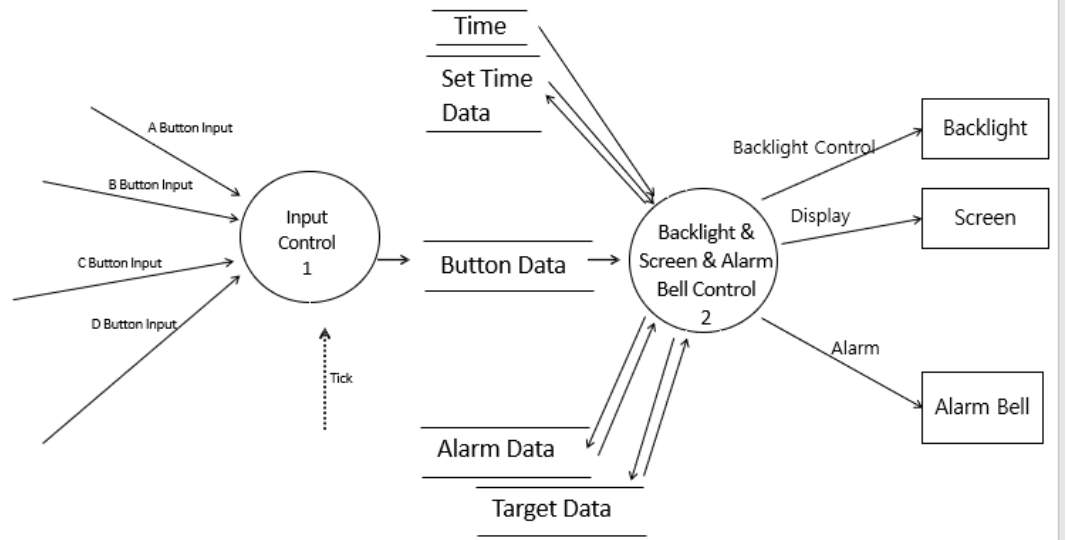 A Button Input
B Button Input
C Button Input
D Button Input
Input
Control
1
Tick
Time
Set Time
Data
Button Data
Alarm Data
Target Data
Backlight &
Screen & Alarm
Bell Control
2
Backlight Control
Display
Alarm
Backlight
Screen
Alarm Bell